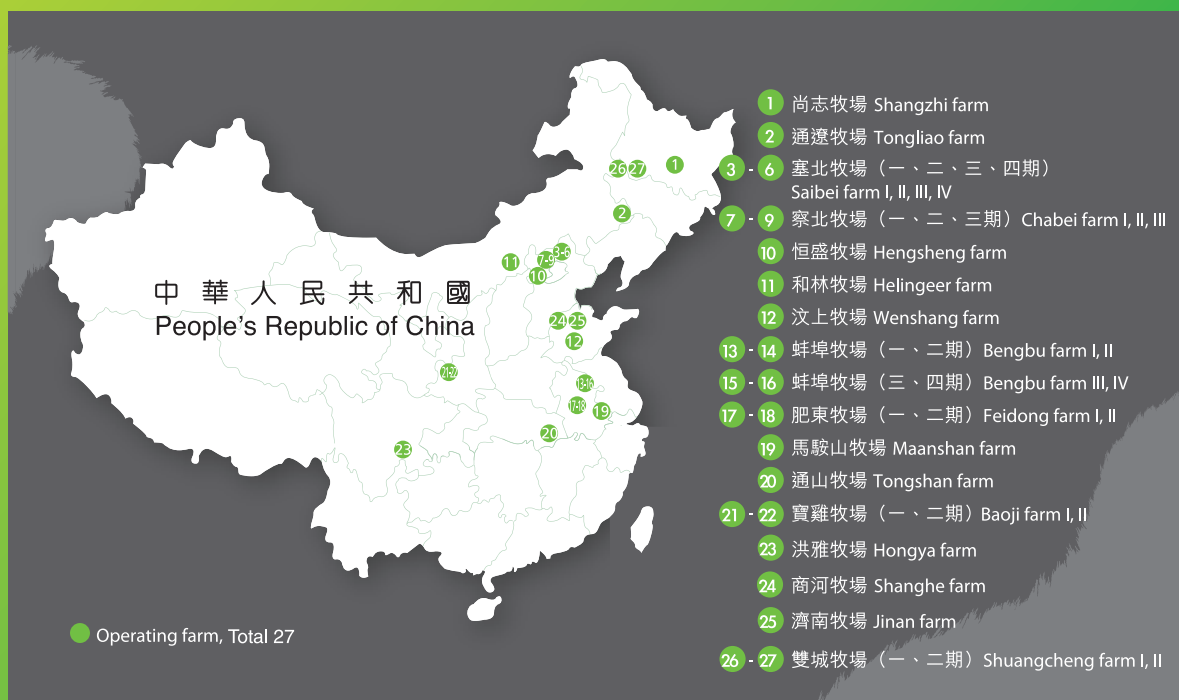 26 27 1
2
3-6
7-9
11
10
中華人民共和國
People's Republic of China
24 25
12
21-22
13-16
17-18
19
20
23
Operating farm, Total 27
1 尚志牧場 Shangzhi farm
2 通遼牧場 Tongliao farm
3 - 6 塞北牧場（一、二、三、四期）
Saibei farm I, II, III, IV
7 - 9 察北牧場（一、二、三期）Chabei farm I, II, III
10 恒盛牧場 Hengsheng farm
11 和林牧場 Helingeer farm
12 汶上牧場 Wenshang farm
13 - 14 蚌埠牧場（一、二期）Bengbu farm I, II
15 - 16 蚌埠牧場（三、四期）Bengbu farm III, IV
17 - 18 肥東牧場（一、二期）Feidong farm I, II
19 馬鞍山牧場 Maanshan farm
20 通山牧場 Tongshan farm
21 - 22 寶雞牧場（一、二期）Baoji farm I, II
23 洪雅牧場 Hongya farm
24 商河牧場 Shanghe farm
25 濟南牧場 Jinan farm
26 - 27 雙城牧場（一、二期）Shuangcheng farm I, II